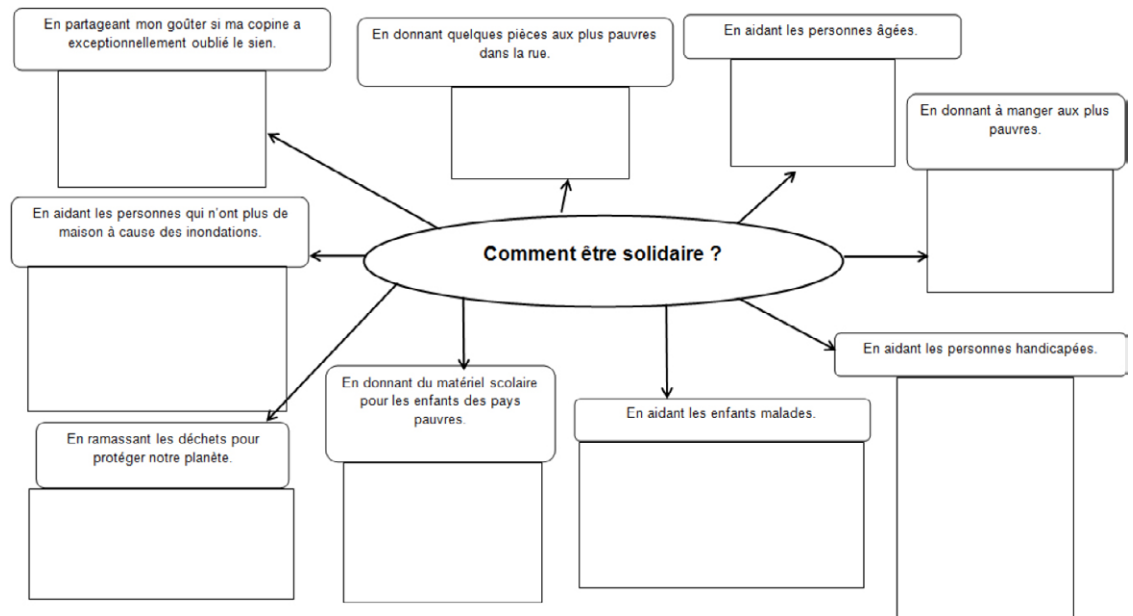 En partageant mon goûter si ma copine a
exceptionnellement oublié le sien.
En donnant quelques pièces aux plus pauvres
dans la rue.
En aidant les personnes âgées.
En donnant à manger aux plus
pauvres.
En aidant les personnes qui n'ont plus de
maison à cause des inondations.
Comment être solidaire ?
En aidant les personnes handicapées.
En donnant du matériel scolaire
pour les enfants des pays
pauvres.
En aidant les enfants malades.
En ramassant les déchets pour
protéger notre planète.